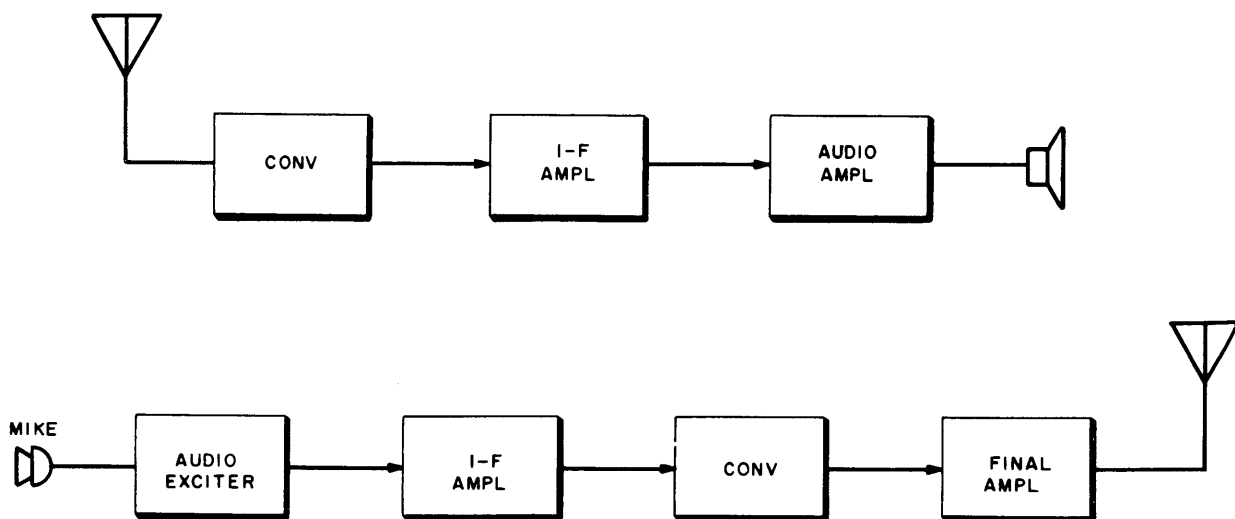 CONV
I-F
AMPL
AUDIO
AMPL
MIKE
AUDIO
EXCITER
I-F
AMPL
CONV
FINAL
AMPL